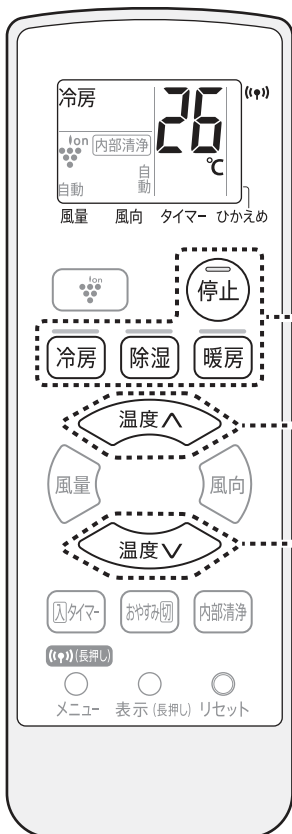 冷房 26℃ ((•))
ion 内部清浄
自動 自動
風量 風向 タイマー ひかえめ
ion 停止
冷房 除湿 暖房
温度∧
風量 風向
温度∨
入タイマー おやすみ切 内部清浄
((•))(長押し)
メニュー 表示(長押し) リセット